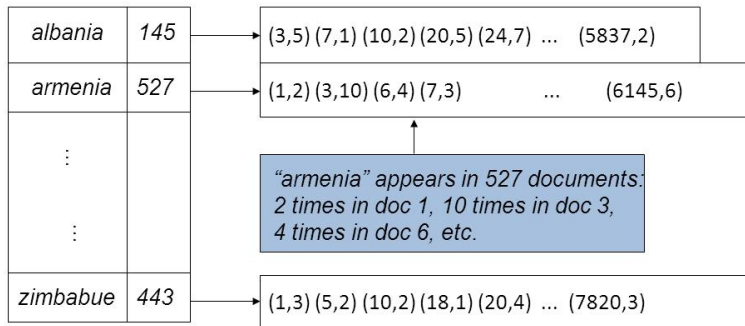 albania 145 (3,5) (7,1) (10,2) (20,5) (24,7) ... (5837,2)
armenia 527 (1,2) (3,10) (6,4) (7,3) ... (6145,6)
⋮
"armenia" appears in 527 documents:
2 times in doc 1, 10 times in doc 3,
4 times in doc 6, etc.
⋮
zimbabue 443 (1,3) (5,2) (10,2) (18,1) (20,4) ... (7820,3)